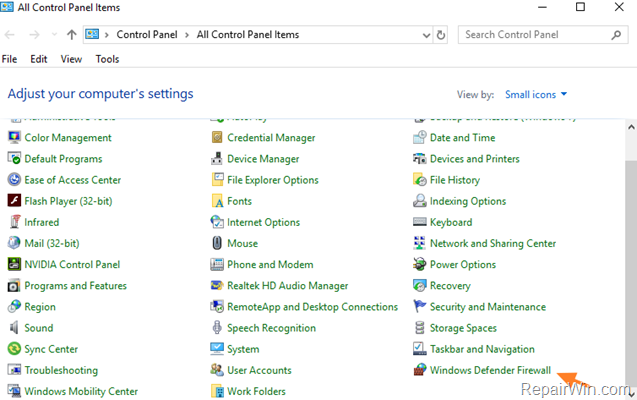 All Control Panel Items
Control Panel > All Control Panel Items
Search Control Panel
File Edit View Tools
Adjust your computer's settings
View by: Small icons
Color Management Credential Manager Date and Time
Default Programs Device Manager Devices and Printers
Ease of Access Center File Explorer Options File History
Flash Player (32-bit) Fonts Indexing Options
Infrared Internet Options Keyboard
Mail (32-bit) Mouse Network and Sharing Center
NVIDIA Control Panel Phone and Modem Power Options
Programs and Features Realtek HD Audio Manager Recovery
Region RemoteApp and Desktop Connections Security and Maintenance
Sound Speech Recognition Storage Spaces
Sync Center System Taskbar and Navigation
Troubleshooting User Accounts Windows Defender Firewall
Windows Mobility Center Work Folders
RepairWin.com